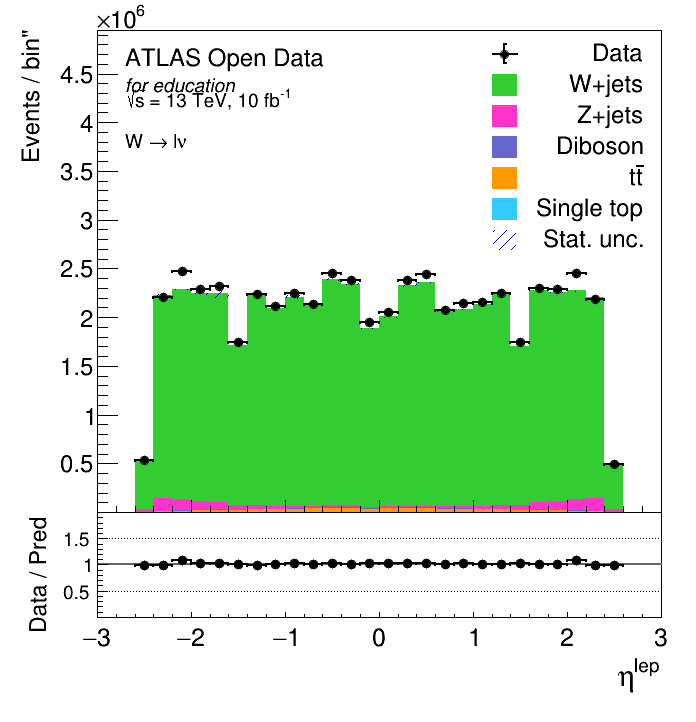 ×10⁶
Events / bin"
4.5
4
3.5
3
2.5
2
1.5
1
0.5
ATLAS Open Data
for education
√s = 13 TeV, 10 fb⁻¹
W → lν
Data
W+jets
Z+jets
Diboson
tt̄
Single top
Stat. unc.
Data / Pred
1.5
1
0.5
−3 −2 −1 0 1 2 3
η^lep